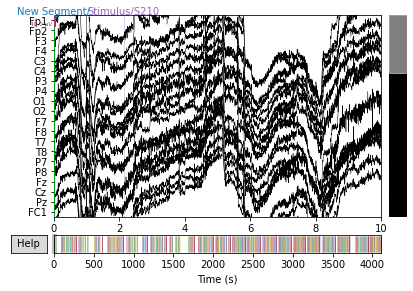 New Segment/Stimulus/S210
Fp1
Fp2
F3
F4
C3
C4
P3
P4
O1
O2
F7
F8
T7
T8
P7
P8
Fz
Cz
Pz
FC1
0 2 4 6 8 10
Help
0 500 1000 1500 2000 2500 3000 3500 4000
Time (s)